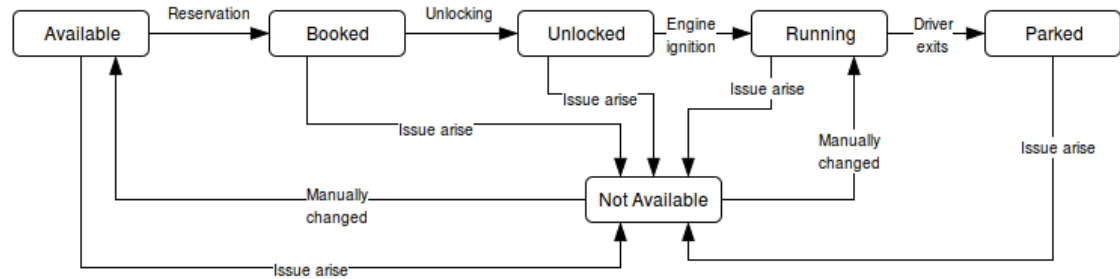 Reservation
Unlocking
Available
Booked
Unlocked
Engine
ignition
Running
Driver
exits
Parked
Issue arise
Issue arise
Issue arise
Manually
changed
Issue arise
Manually
changed
Not Available
Issue arise